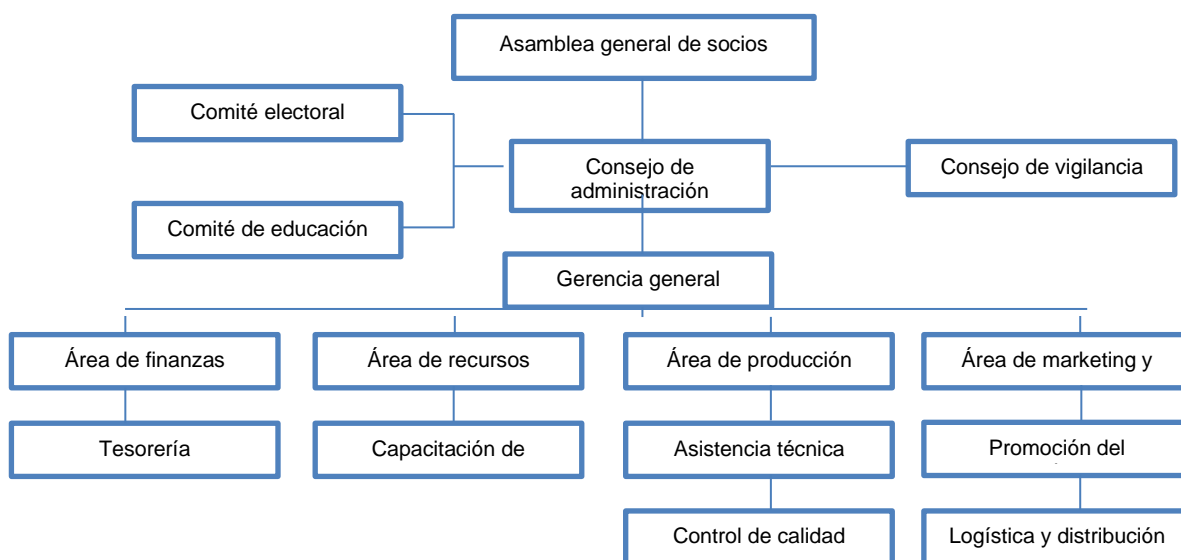 Asamblea general de socios
Comité electoral
Consejo de
administración
Consejo de vigilancia
Comité de educación
Gerencia general
Área de finanzas
Área de recursos
Área de producción
Área de marketing y
Tesorería
Capacitación de
Asistencia técnica
Promoción del
Control de calidad
Logística y distribución